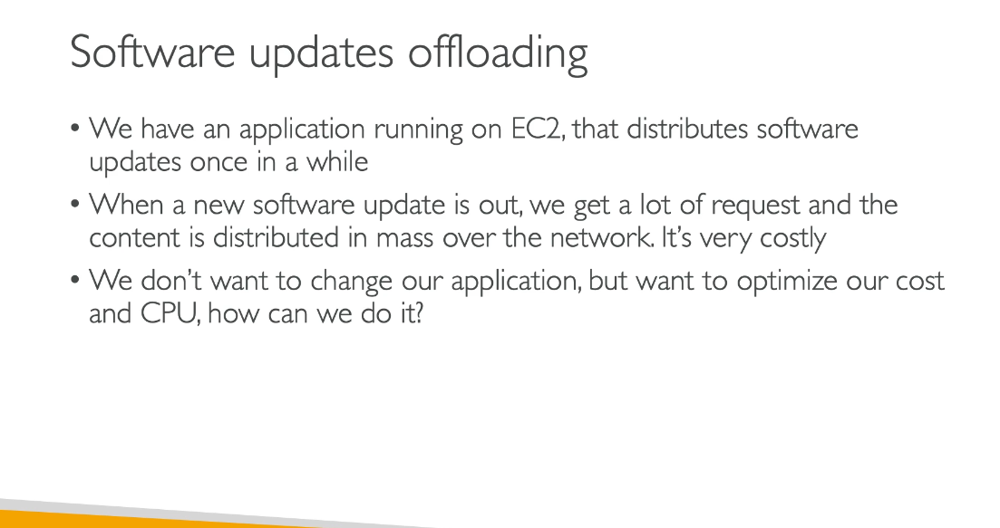 Software updates offloading
• We have an application running on EC2, that distributes software
updates once in a while
• When a new software update is out, we get a lot of request and the
content is distributed in mass over the network. It's very costly
• We don't want to change our application, but want to optimize our cost
and CPU, how can we do it?